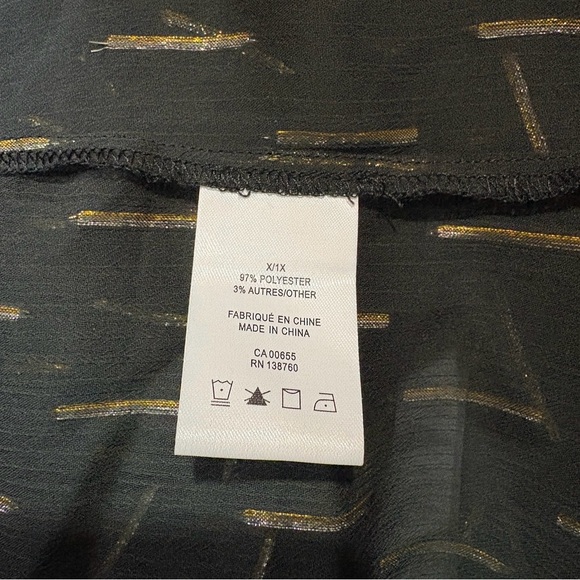 X/1X
97% POLYESTER
3% AUTRES/OTHER
FABRIQUÉ EN CHINE
MADE IN CHINA
CA 00655
RN 138760